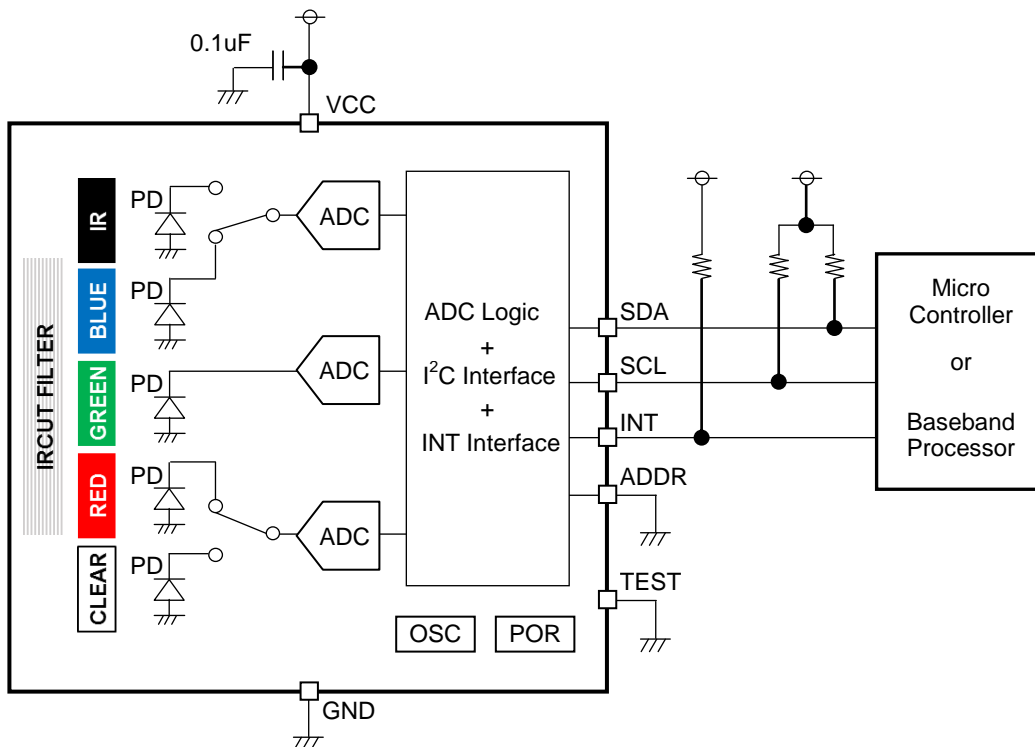 0.1uF
VCC
IR
PD
ADC
BLUE
PD
IRCUT FILTER
GREEN
PD
ADC
RED
PD
ADC
CLEAR
PD
ADC Logic
+
I²C Interface
+
INT Interface
OSC
POR
GND
SDA
SCL
INT
ADDR
TEST
Micro
Controller
or
Baseband
Processor